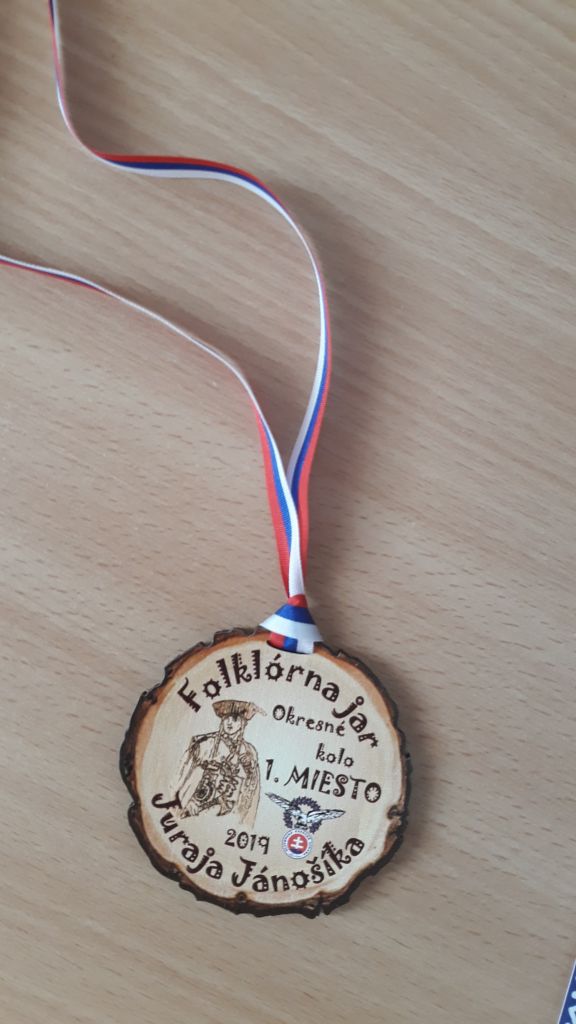 Folklórna jar
Okresné
kolo
1. MIESTO
2019
Juraja Jánošíka